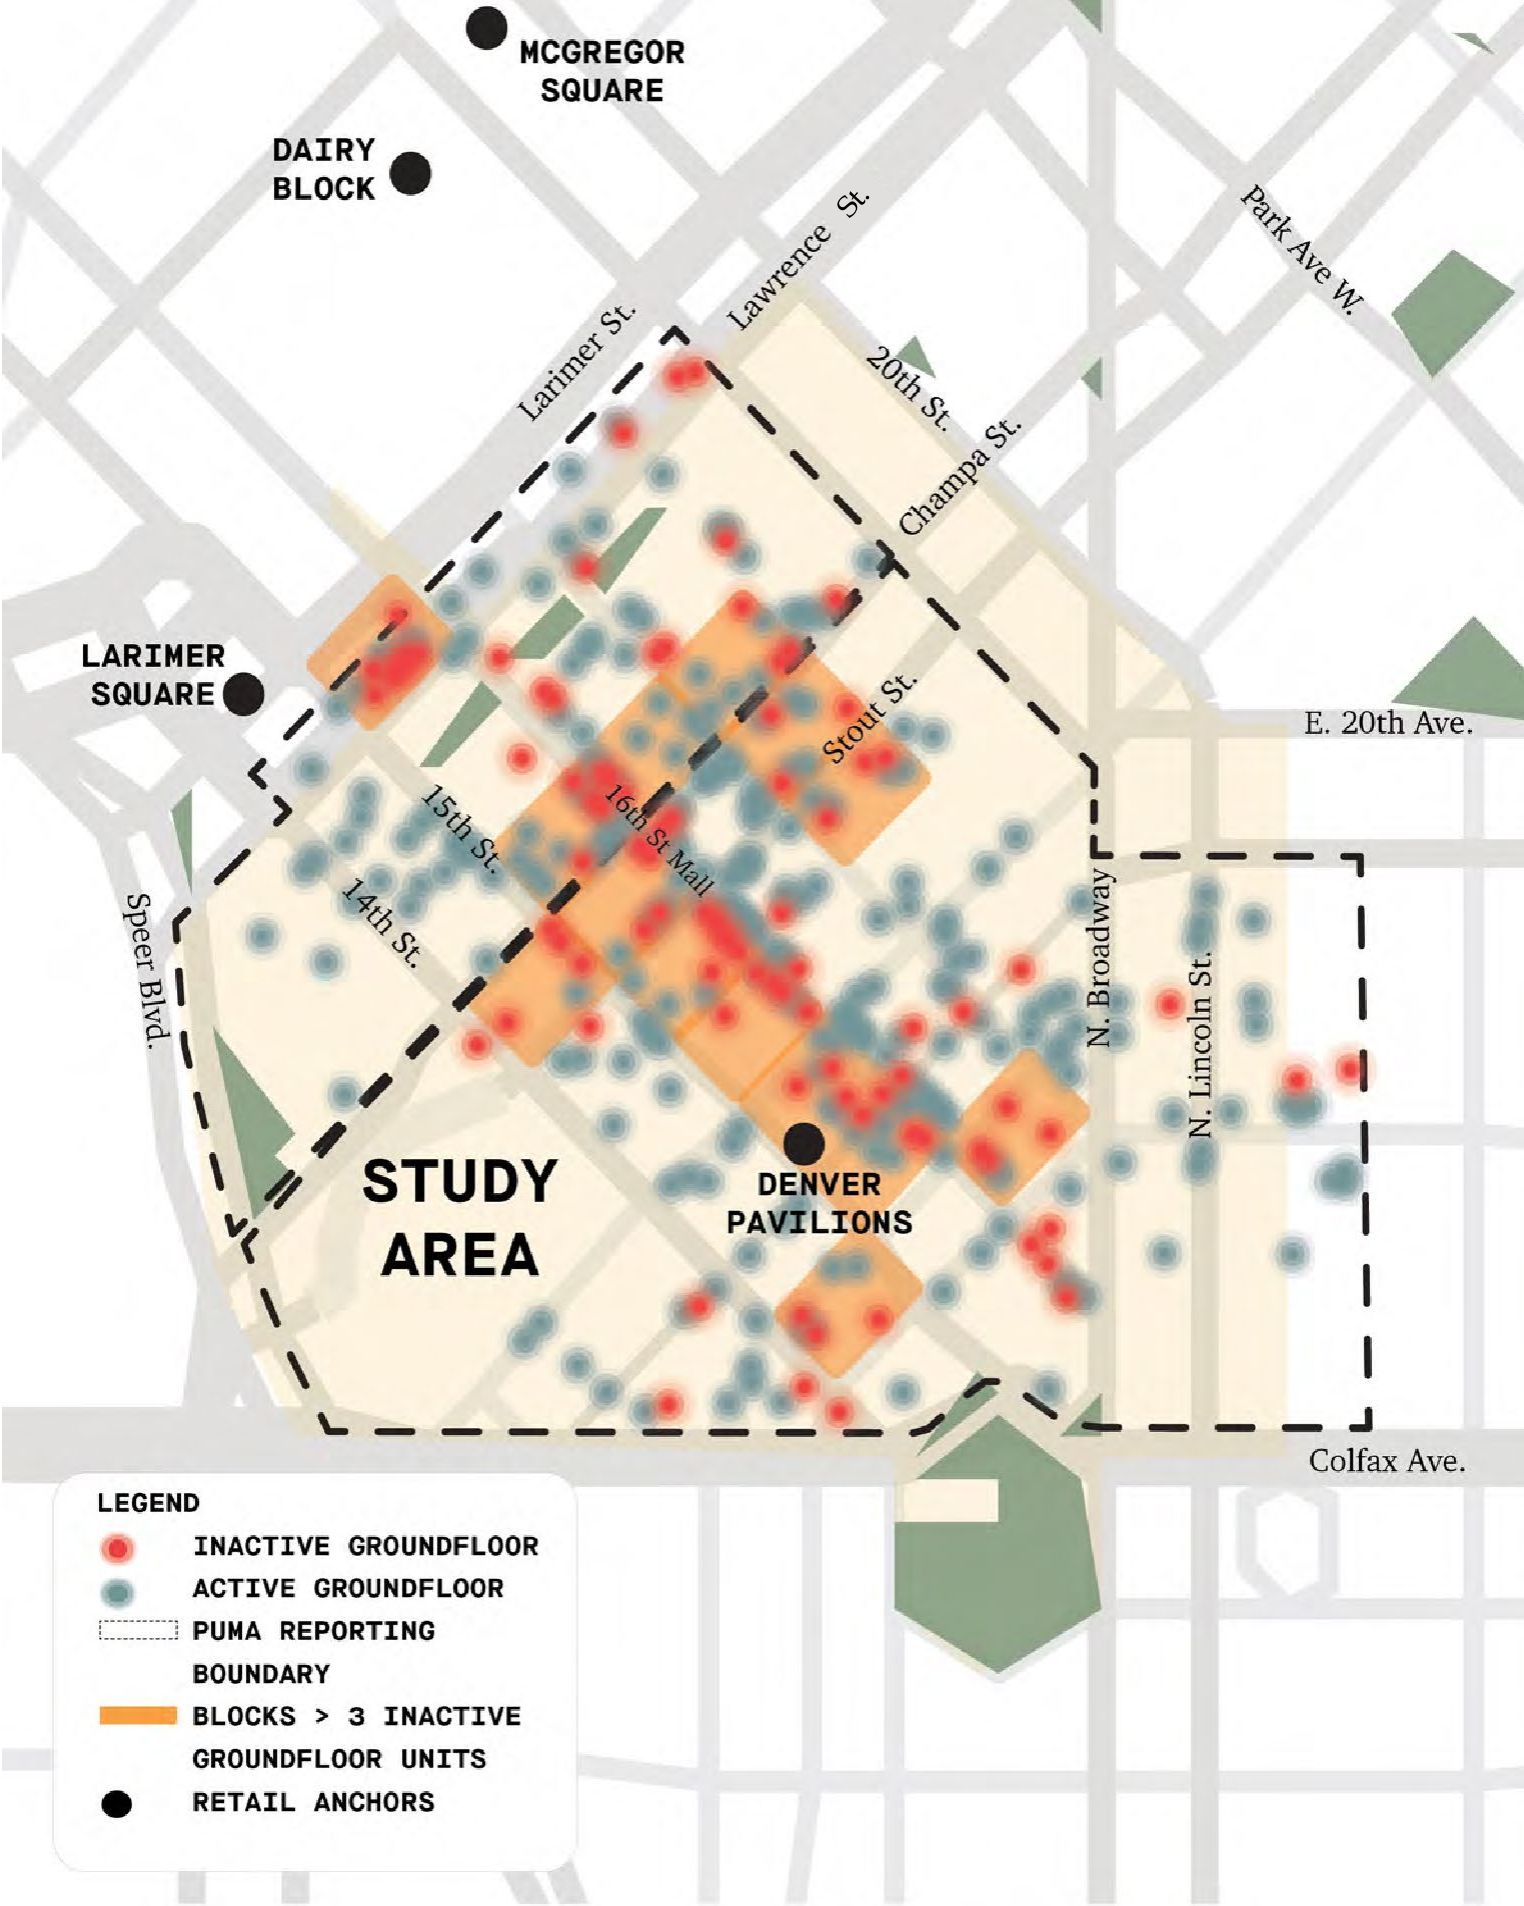 MCGREGOR
SQUARE
DAIRY
BLOCK
Park Ave W.
Lawrence St.
Larimer St.
20th St.
Champa St.
LARIMER
SQUARE
Stout St.
E. 20th Ave.
15th St.
16th St Mall
14th St.
Speer Blvd.
N. Broadway
N. Lincoln St.
STUDY
AREA
DENVER
PAVILIONS
Colfax Ave.
LEGEND
INACTIVE GROUNDFLOOR
ACTIVE GROUNDFLOOR
PUMA REPORTING
BOUNDARY
BLOCKS > 3 INACTIVE
GROUNDFLOOR UNITS
RETAIL ANCHORS